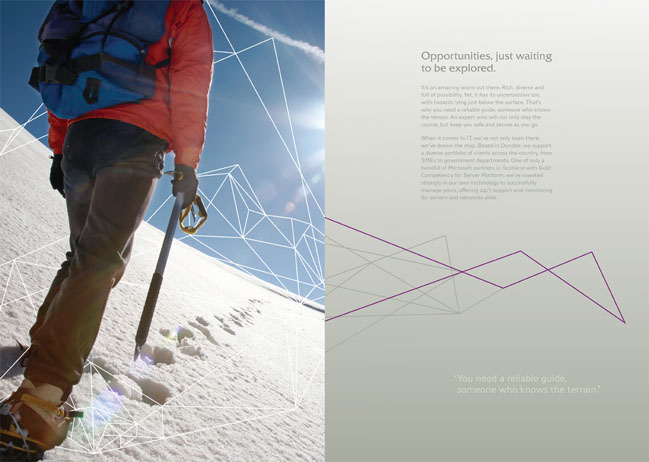 Opportunities, just waiting
to be explored.
It's an amazing world out there. Rich, diverse and
full of possibility. Yet, it has its uncertainties too,
with hazards lying just below the surface. That's
why you need a reliable guide, someone who knows
the terrain. An expert who will not only stay the
course, but keep you safe and secure as you go.
When it comes to IT, we've not only been there,
we've drawn the map. Based in Dundee, we support
a diverse portfolio of clients across the country, from
SMEs to government departments. One of only a
handful of Microsoft partners in Scotland with Gold
Competency for Server Platform, we've invested
strongly in our own technology to successfully
manage yours, offering 24/7 support and monitoring
for servers and networks alike.
"You need a reliable guide,
someone who knows the terrain."